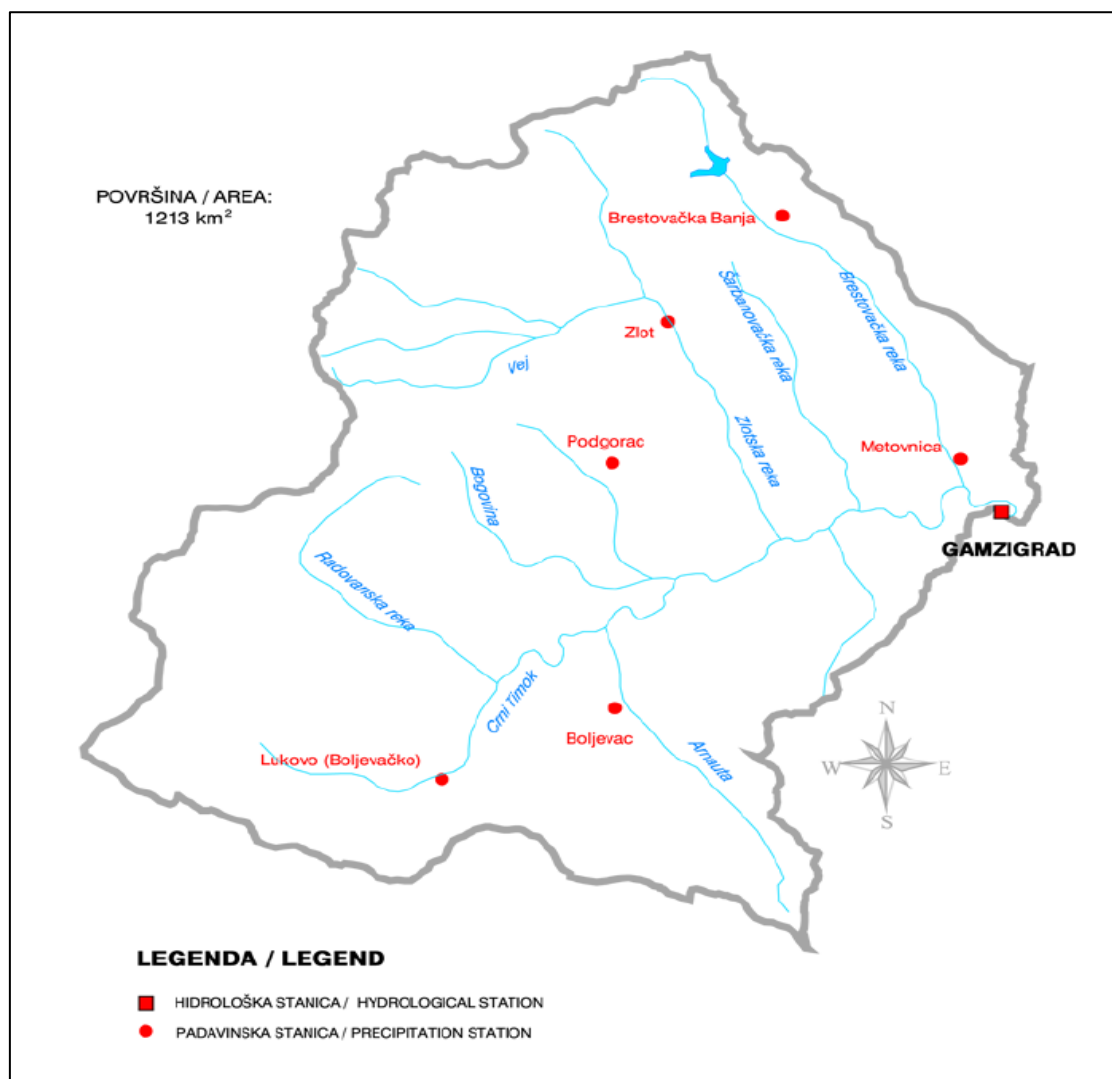 POVRŠINA / AREA:
1213 km²
Brestovačka Banja
Šarbanovačka reka
Brestovačka reka
Zlot
Vej
Zlotska reka
Podgorac
Metovnica
Bogovina
GAMZIGRAD
Radovanska reka
Crni Timok
N
Boljevac
Arnauta
Lukovo (Boljevačko)
W
E
S
LEGENDA / LEGEND
HIDROLOŠKA STANICA / HYDROLOGICAL STATION
PADAVINSKA STANICA / PRECIPITATION STATION